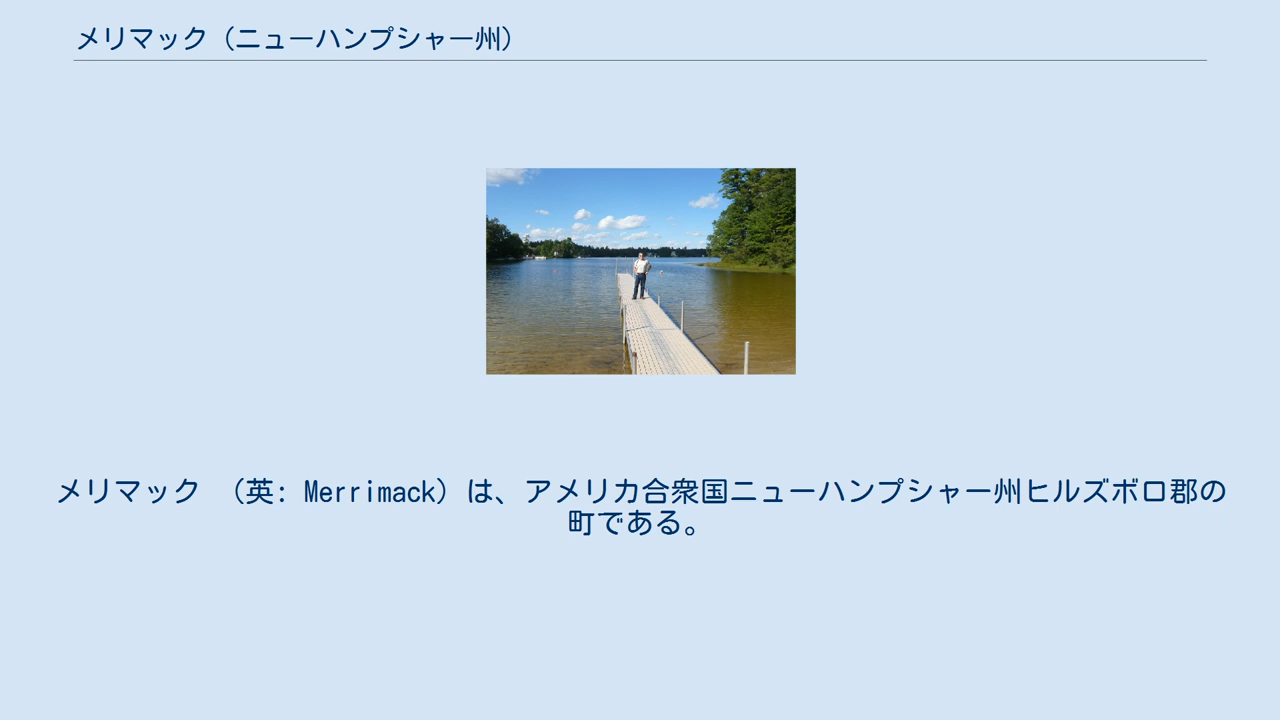 メリマック（ニューハンプシャー州）
メリマック （英: Merrimack）は、アメリカ合衆国ニューハンプシャー州ヒルズボロ郡の
町である。